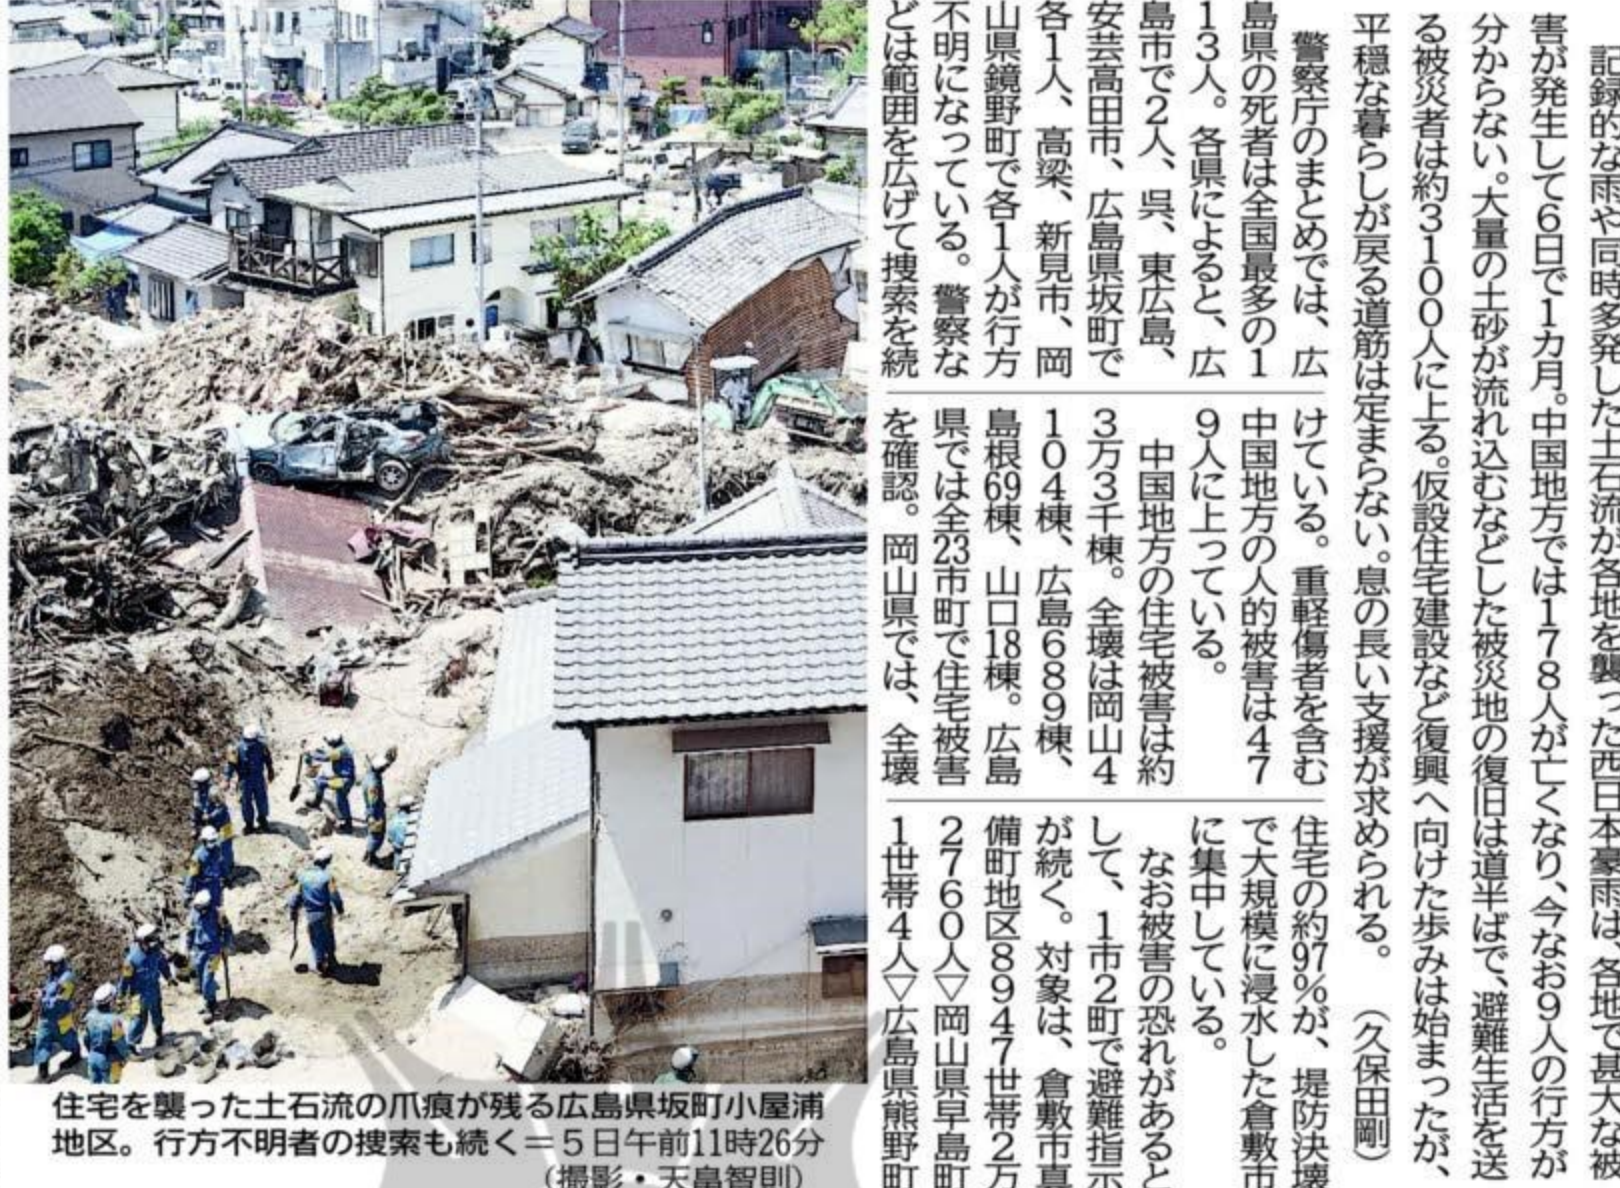 記録的な雨や同時多発した土石流が各地を襲った西日本豪雨は、各地で甚大な被
害が発生して6日で1カ月。中国地方では178人が亡くなり、今なお9人の行方が
分からない。大量の土砂が流れ込むなどした被災地の復旧は道半ばで、避難生活を送
る被災者は約3100人に上る。仮設住宅建設など復興へ向けた歩みは始まったが、
平穏な暮らしが戻る道筋は定まらない。息の長い支援が求められる。　（久保田剛）
警察庁のまとめでは、広
島県の死者は全国最多の1
13人。各県によると、広
島市で2人、呉、東広島、
安芸高田市、広島県坂町で
各1人、高梁、新見市、岡
山県鏡野町で各1人が行方
不明になっている。警察な
どは範囲を広げて捜索を続
けている。重軽傷者を含む
中国地方の人的被害は47
9人に上っている。
中国地方の住宅被害は約
3万3千棟。全壊は岡山4
104棟、広島689棟、
島根69棟、山口18棟。広島
県では全23市町で住宅被害
を確認。岡山県では、全壊
住宅の約97％が、堤防決壊
で大規模に浸水した倉敷市
に集中している。
なお被害の恐れがあると
して、1市2町で避難指示
が続く。対象は、倉敷市真
備町地区8947世帯2万
2760人▽岡山県早島町
1世帯4人▽広島県熊野町
住宅を襲った土石流の爪痕が残る広島県坂町小屋浦
地区。行方不明者の捜索も続く＝5日午前11時26分
（撮影・天畠智則）